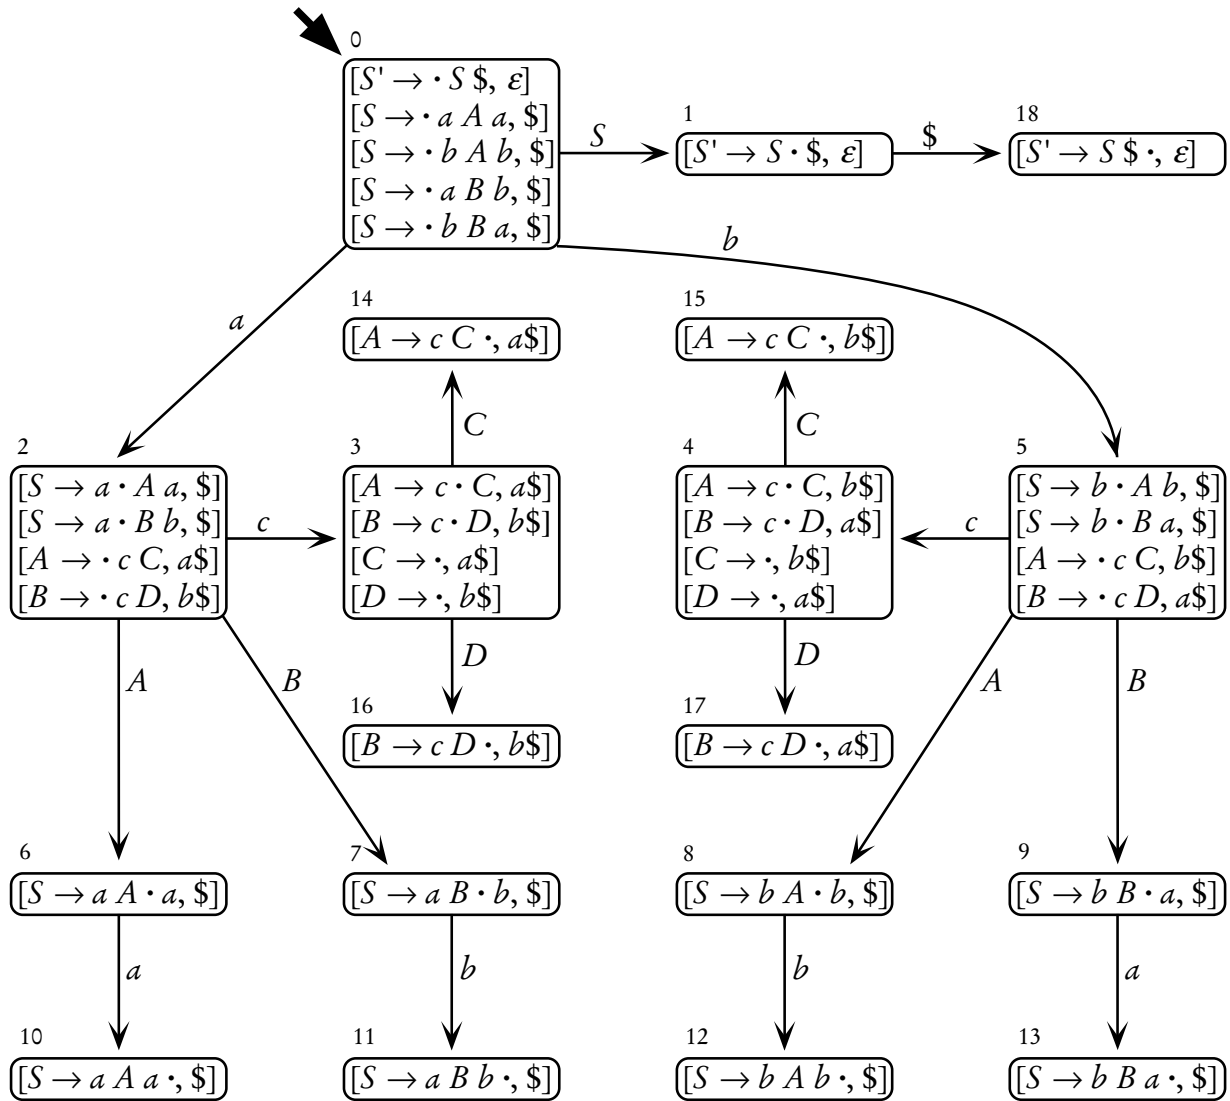 0
[S' → · S $, ε]
[S → · a A a, $]
[S → · b A b, $]
[S → · a B b, $]
[S → · b B a, $]
S
1
[S' → S · $, ε]
$
18
[S' → S $ ·, ε]
a
b
14
[A → c C ·, a$]
15
[A → c C ·, b$]
C
C
2
[S → a · A a, $]
[S → a · B b, $]
[A → · c C, a$]
[B → · c D, b$]
c
3
[A → c · C, a$]
[B → c · D, b$]
[C → ·, a$]
[D → ·, b$]
4
[A → c · C, b$]
[B → c · D, a$]
[C → ·, b$]
[D → ·, a$]
c
5
[S → b · A b, $]
[S → b · B a, $]
[A → · c C, b$]
[B → · c D, a$]
A
B
D
D
A
B
16
[B → c D ·, b$]
17
[B → c D ·, a$]
6
[S → a A · a, $]
7
[S → a B · b, $]
8
[S → b A · b, $]
9
[S → b B · a, $]
a
b
b
a
10
[S → a A a ·, $]
11
[S → a B b ·, $]
12
[S → b A b ·, $]
13
[S → b B a ·, $]